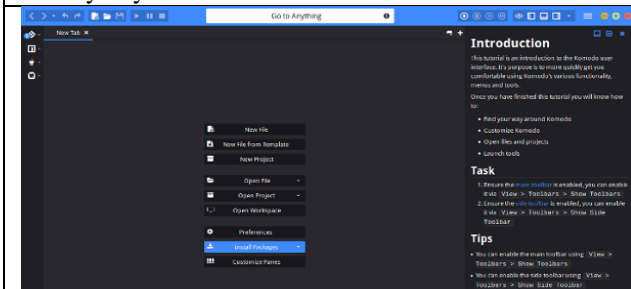 Go to Anything
New Tab
New File
New File from Template
New Project
Open File
Open Project
Open Workspace
Preferences
Install Packages
Customize Panes
Introduction
This tutorial is an introduction to the Komodo user
interface. It's purpose is to more quickly get you
comfortable using Komodo's various functionality,
menus and tools.
Once you have finished this tutorial you will know how
to:
• Find your way around Komodo
• Customize Komodo
• Open files and projects
• Launch tools
Task
1. Ensure the main toolbar is enabled, you can enable
it via View > Toolbars > Show Toolbars
2. Ensure the side toolbar is enabled, you can enable
it via View > Toolbars > Show Side
Toolbar
Tips
• You can enable the main toolbar using View >
Toolbars > Show Toolbars
• You can enable the side toolbar using View >
Toolbars > Show Side Toolbar